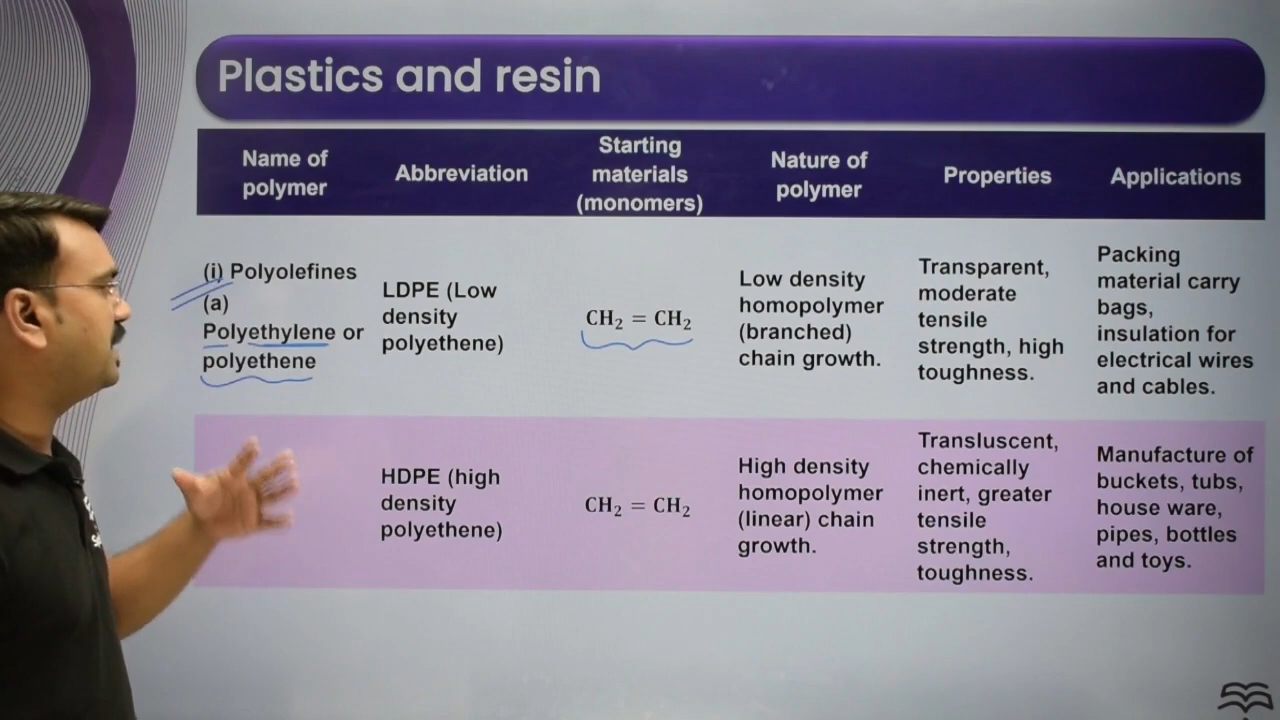 Plastics and resin
Name of
polymer
Abbreviation
Starting
materials
(monomers)
Nature of
polymer
Properties
Applications
(i) Polyolefines
(a)
Polyethylene or
polyethene
LDPE (Low
density
polyethene)
CH₂ = CH₂
Low density
homopolymer
(branched)
chain growth.
Transparent,
moderate
tensile
strength, high
toughness.
Packing
material carry
bags,
insulation for
electrical wires
and cables.
HDPE (high
density
polyethene)
CH₂ = CH₂
High density
homopolymer
(linear) chain
growth.
Transluscent,
chemically
inert, greater
tensile
strength,
toughness.
Manufacture of
buckets, tubs,
house ware,
pipes, bottles
and toys.